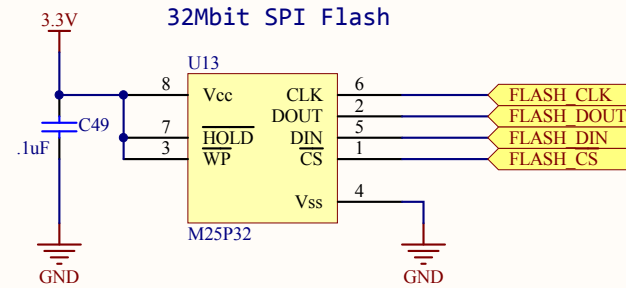 32Mbit SPI Flash
3.3V
U13
8 Vcc CLK 6 FLASH_CLK
DOUT 2 FLASH_DOUT
7 HOLD DIN 5 FLASH_DIN
3 WP CS 1 FLASH_CS
C49
.1uF
Vss 4
M25P32
GND
GND